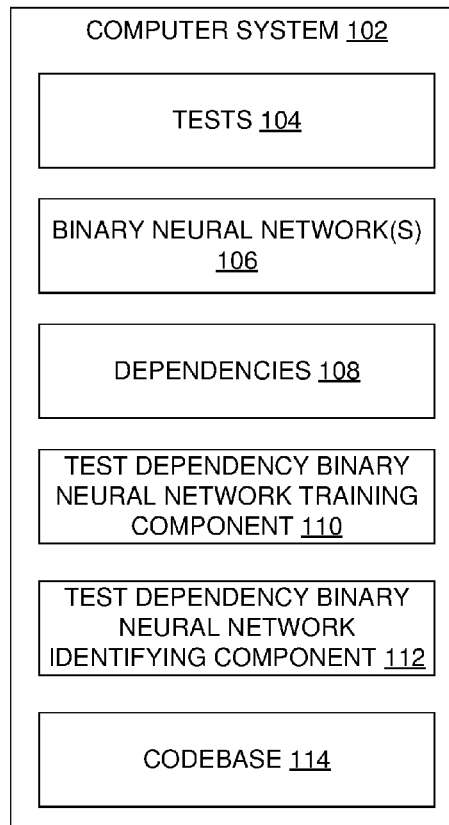 COMPUTER SYSTEM 102
TESTS 104
BINARY NEURAL NETWORK(S)
106
DEPENDENCIES 108
TEST DEPENDENCY BINARY
NEURAL NETWORK TRAINING
COMPONENT 110
TEST DEPENDENCY BINARY
NEURAL NETWORK
IDENTIFYING COMPONENT 112
CODEBASE 114